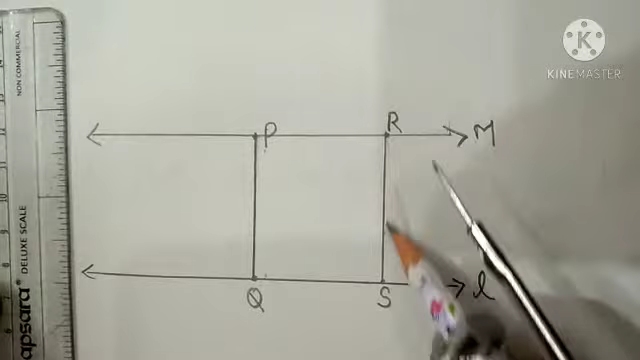 K
KINEMASTER
NON COMMERCIAL
DELUXE SCALE
apsara
P
R
M
Q
S
l